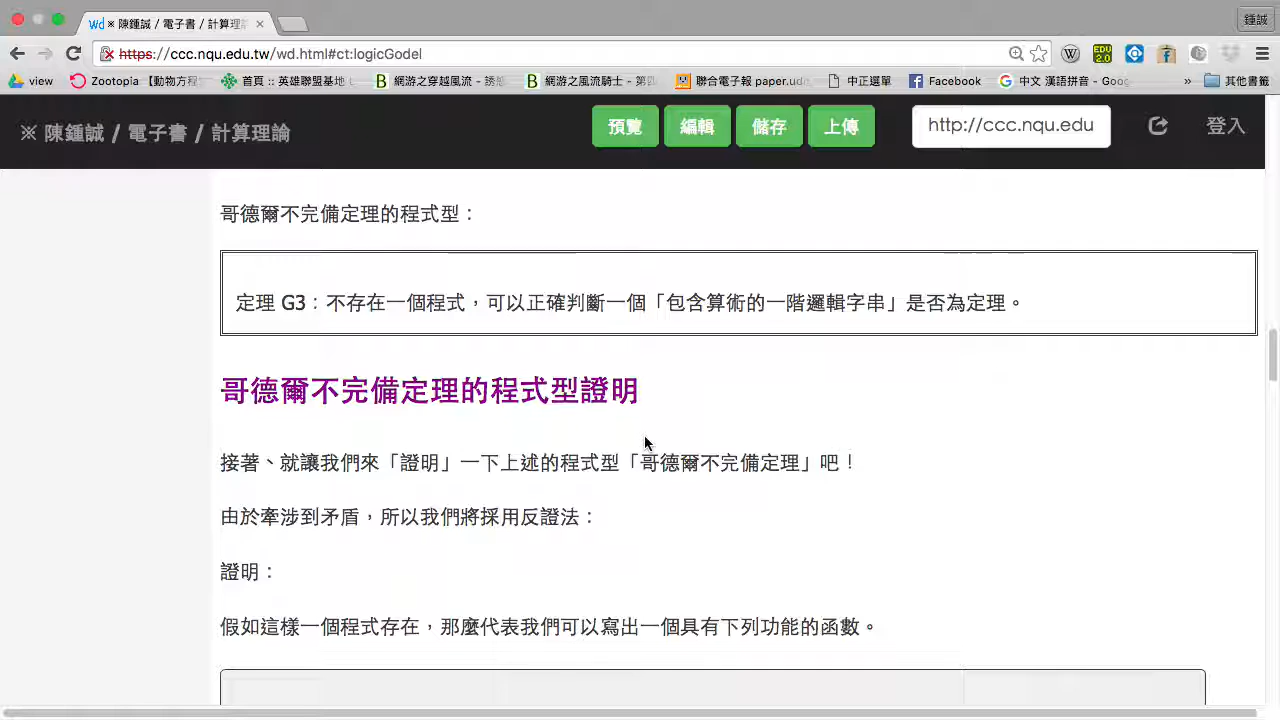 鍾誠
wd ※ 陳鍾誠 / 電子書 / 計算理
https://ccc.nqu.edu.tw/wd.html#ct:logicGodel
view Zootopia 【動物方程 首頁 :: 英雄聯盟基地 B 網游之穿越風流 - B 網游之風流騎士 - 聯合電子報 paper.ud 中正選單 Facebook 中文 漢語拼音 - Goo » 其他書籤
※ 陳鍾誠 / 電子書 / 計算理論 預覽 編輯 儲存 上傳 http://ccc.nqu.edu 登入
哥德爾不完備定理的程式型：
定理 G3：不存在一個程式，可以正確判斷一個「包含算術的一階邏輯字串」是否為定理。
哥德爾不完備定理的程式型證明
接著、就讓我們來「證明」一下上述的程式型「哥德爾不完備定理」吧！
由於牽涉到矛盾，所以我們將採用反證法：
證明：
假如這樣一個程式存在，那麼代表我們可以寫出一個具有下列功能的函數。